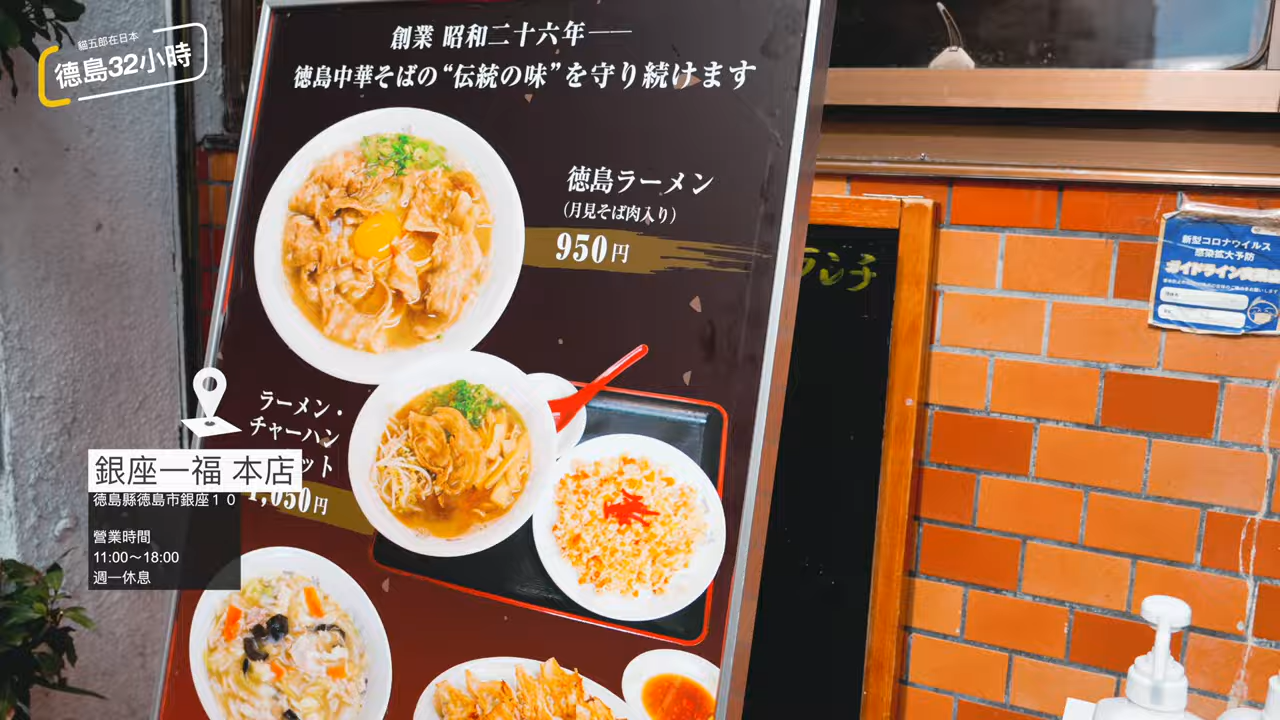 貓五郎在日本
徳島32小時
創業 昭和二十六年──
徳島中華そばの“伝統の味”を守り続けます
徳島ラーメン
(月見そば肉入り)
950円
ラーメン・
チャーハン
ット
1,050円
銀座一福 本店
徳島縣徳島市銀座10
營業時間
11:00～18:00
週一休息
ランチ
新型コロナウイルス
感染拡大予防
ガイドライン